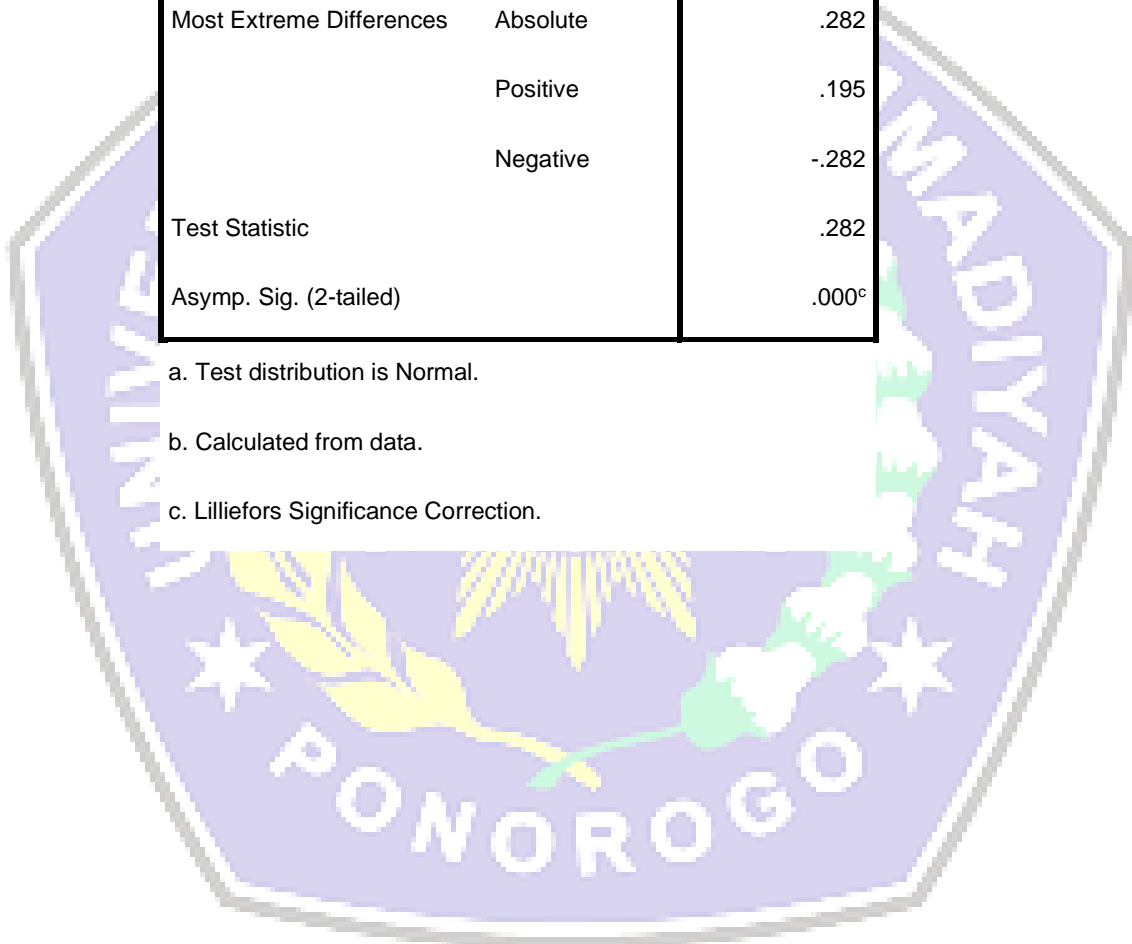 Most Extreme Differences Absolute .282
Positive .195
Negative -.282
Test Statistic .282
Asymp. Sig. (2-tailed) .000ᶜ
a. Test distribution is Normal.
b. Calculated from data.
c. Lilliefors Significance Correction.
PONOROGO